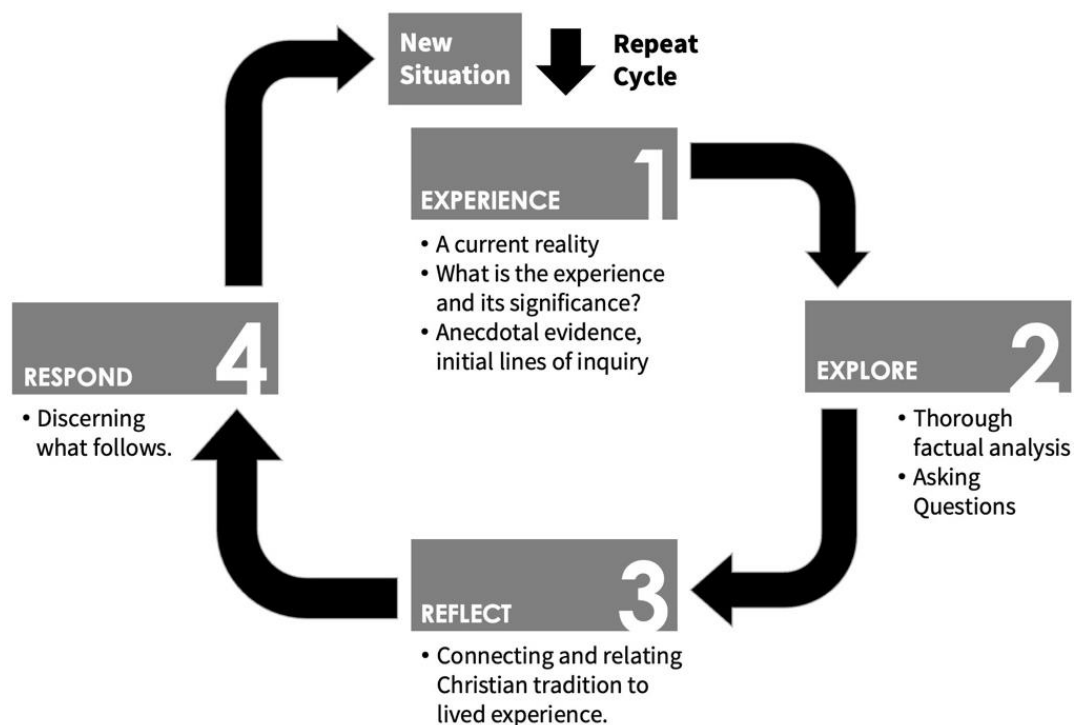 New
Situation
Repeat
Cycle
1
EXPERIENCE
• A current reality
• What is the experience
and its significance?
• Anecdotal evidence,
initial lines of inquiry
2
EXPLORE
• Thorough
factual analysis
• Asking
Questions
3
REFLECT
• Connecting and relating
Christian tradition to
lived experience.
4
RESPOND
• Discerning
what follows.